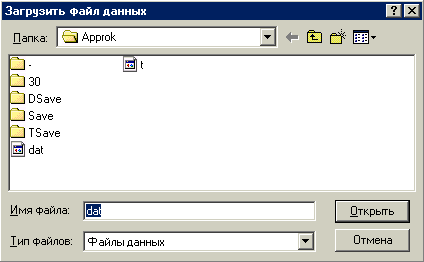 Загрузить файл данных
Папка: Approk
- t
30
DSave
Save
TSave
dat
Имя файла: dat Открыть
Тип файлов: Файлы данных Отмена